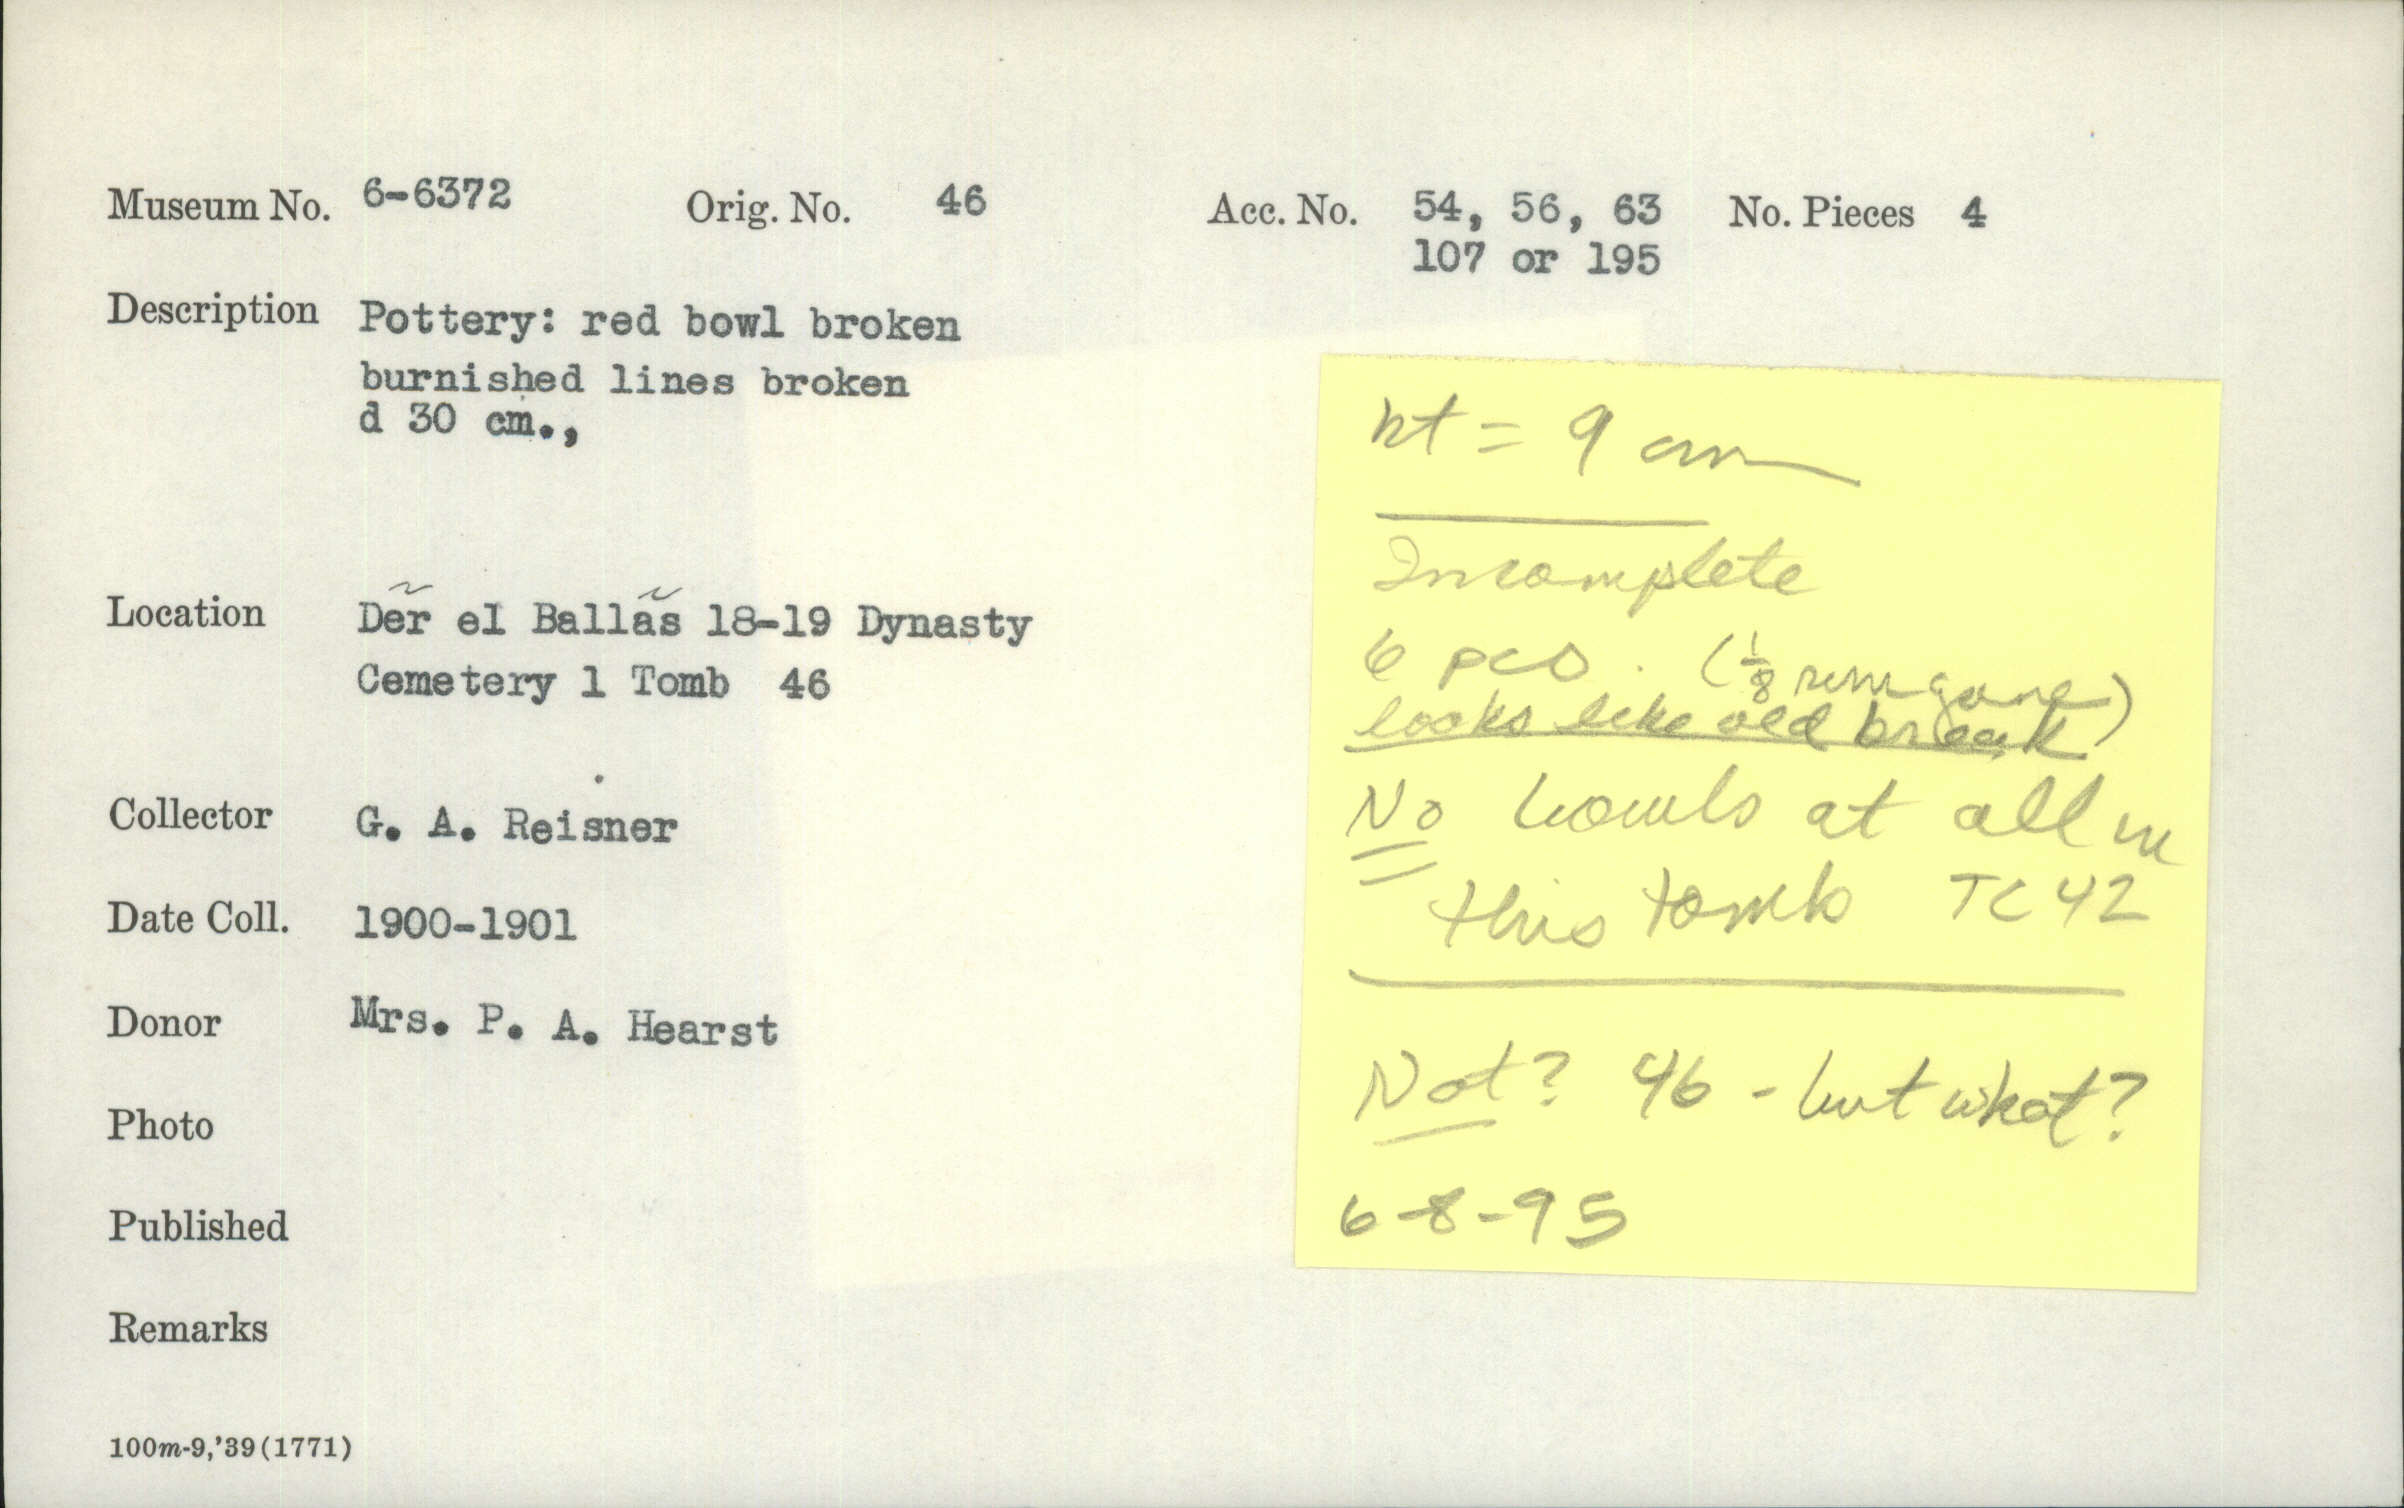 Museum No. 6-6372 Orig. No. 46 Acc. No. 54, 56, 63 No. Pieces 4
107 or 195
Description Pottery: red bowl broken
burnished lines broken
d 30 cm.,
Location Der̃ el Ballas̃ 18-19 Dynasty
Cemetery 1 Tomb 46
Collector G. A. Reisner
Date Coll. 1900-1901
Donor Mrs. P. A. Hearst
Photo
Published
Remarks
100m-9,'39(1771)
ht = 9 cm
Incomplete
6 pcs. (1/8 rim gone)
looks like old break)
No bowls at all in
this tomb TC 42
Not? 46 - but what?
6-8-95